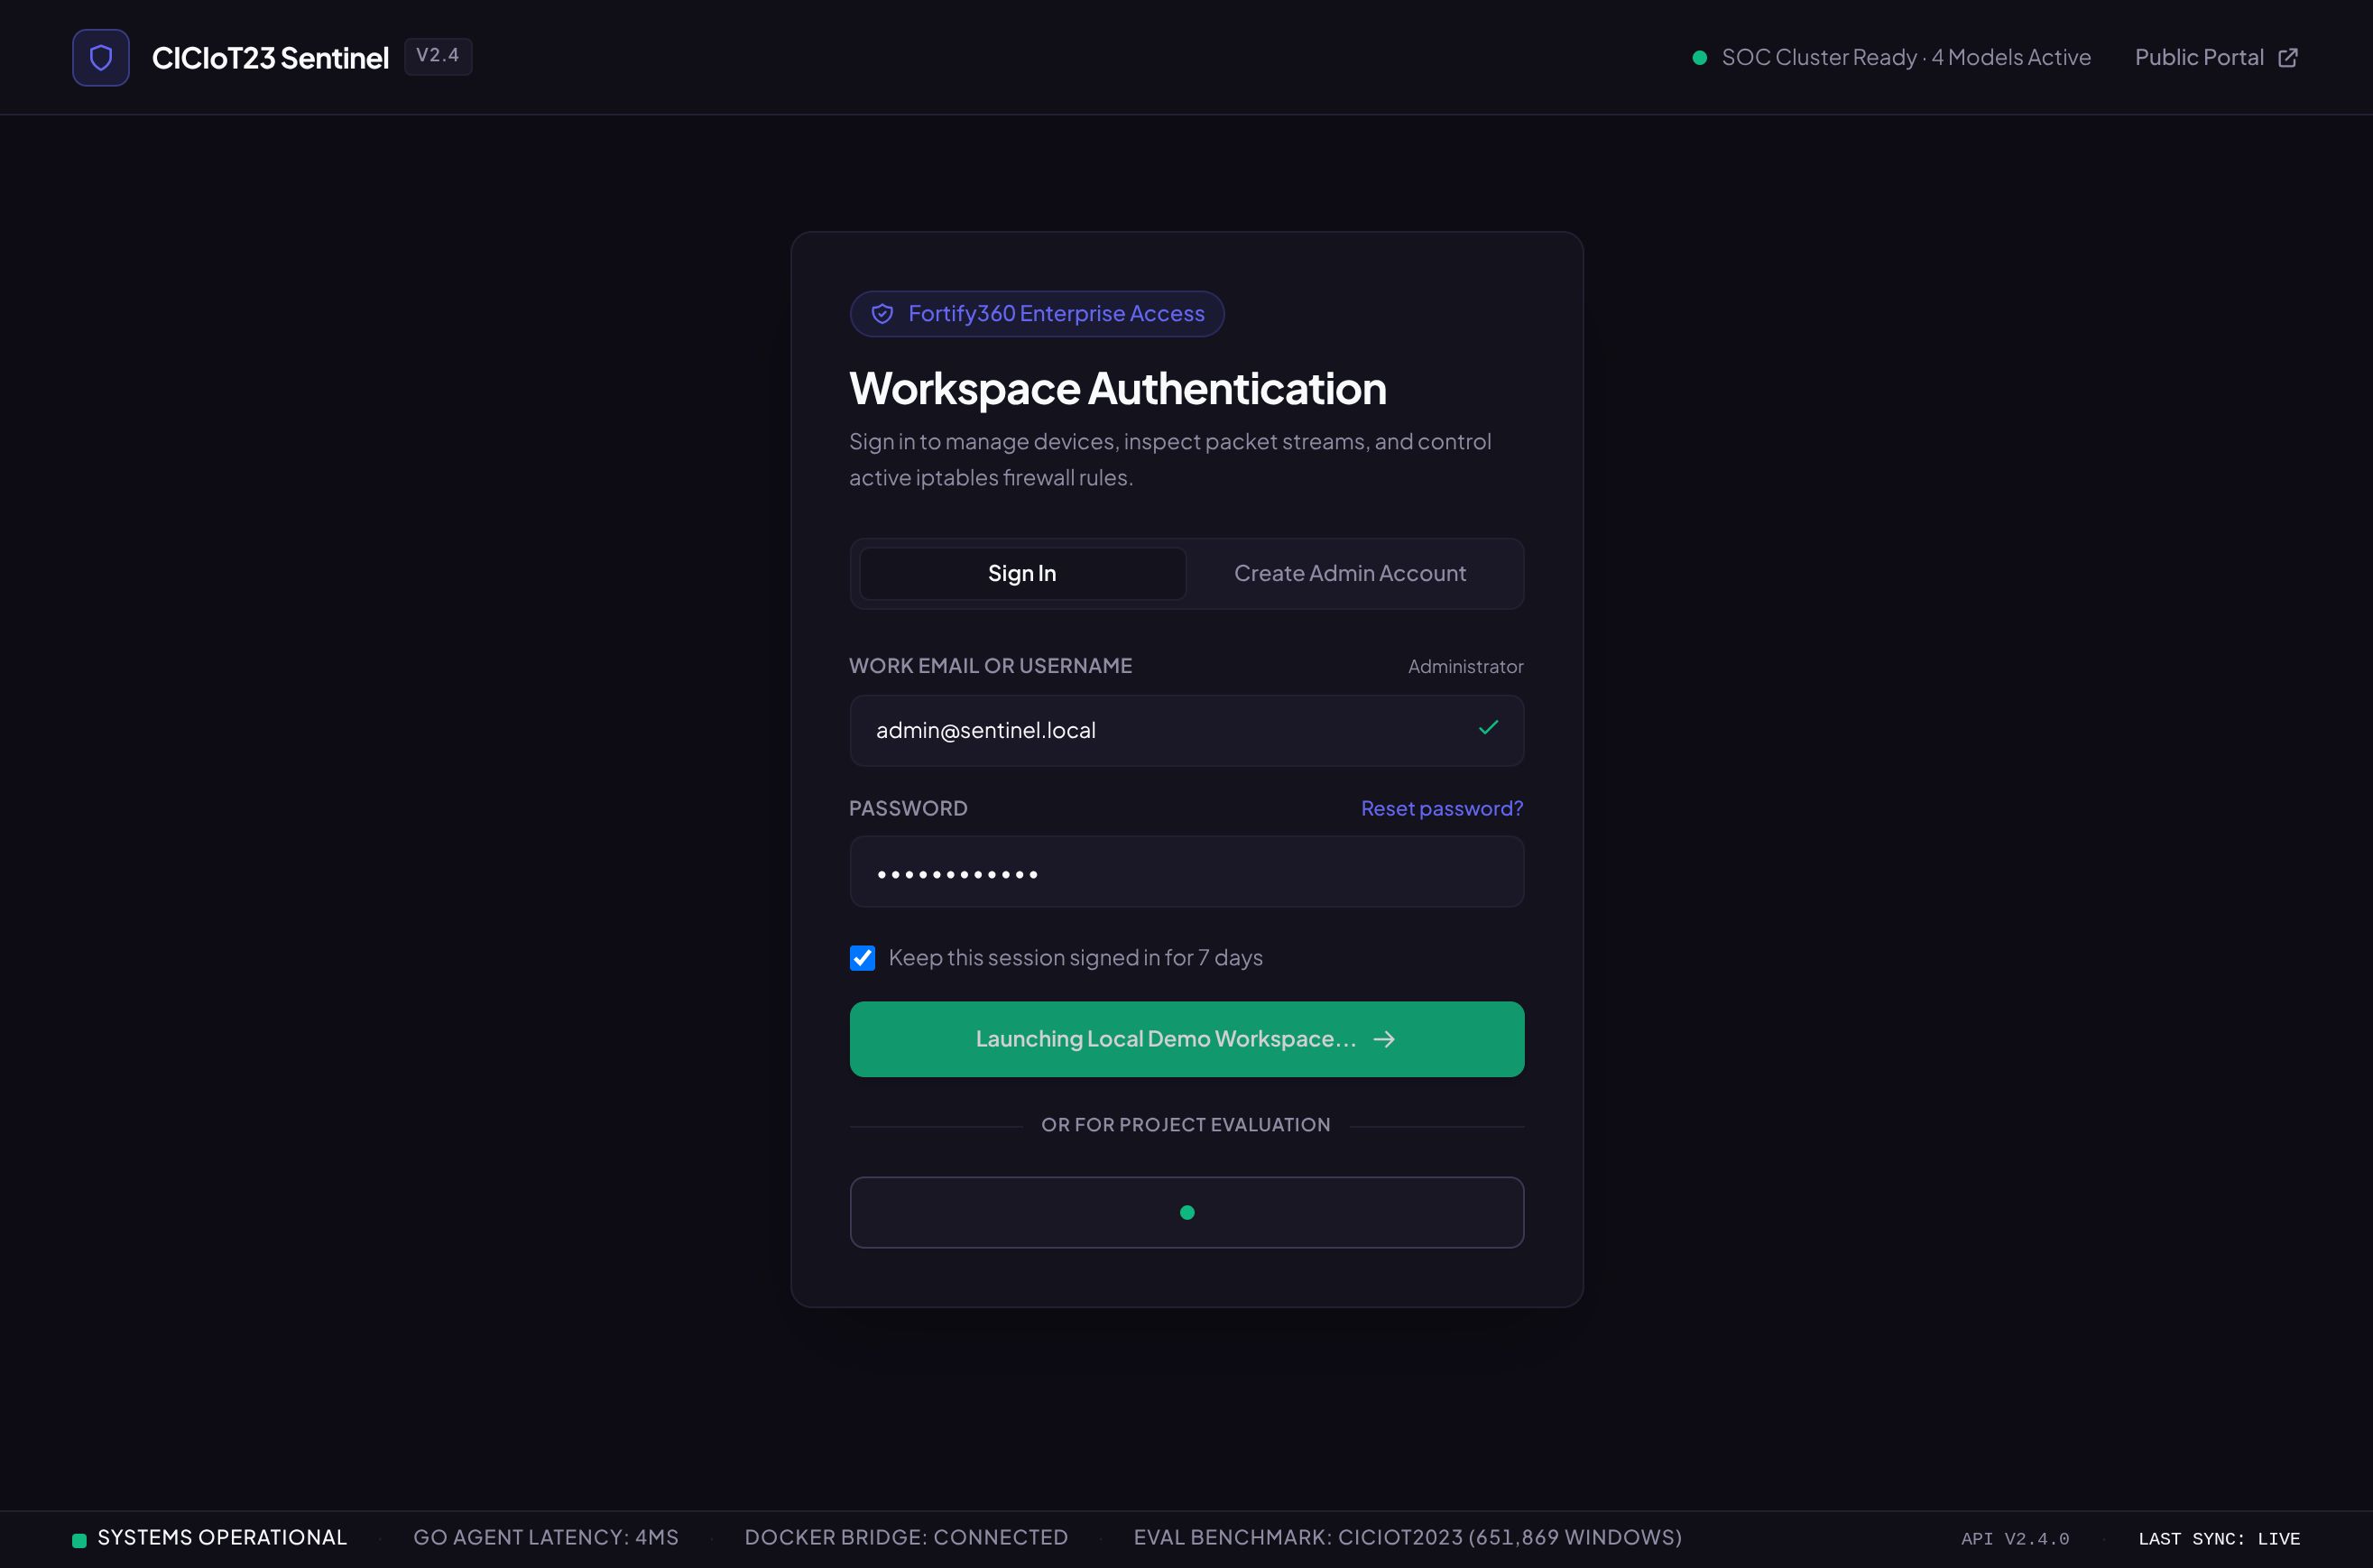 CICIoT23 Sentinel V2.4
SOC Cluster Ready · 4 Models Active
Public Portal
Fortify360 Enterprise Access
Workspace Authentication
Sign in to manage devices, inspect packet streams, and control
active iptables firewall rules.
Sign In
Create Admin Account
WORK EMAIL OR USERNAME
Administrator
admin@sentinel.local
PASSWORD
Reset password?
••••••••••••
Keep this session signed in for 7 days
Launching Local Demo Workspace... →
OR FOR PROJECT EVALUATION
SYSTEMS OPERATIONAL · GO AGENT LATENCY: 4MS · DOCKER BRIDGE: CONNECTED · EVAL BENCHMARK: CICIOT2023 (651,869 WINDOWS)
API V2.4.0 · LAST SYNC: LIVE